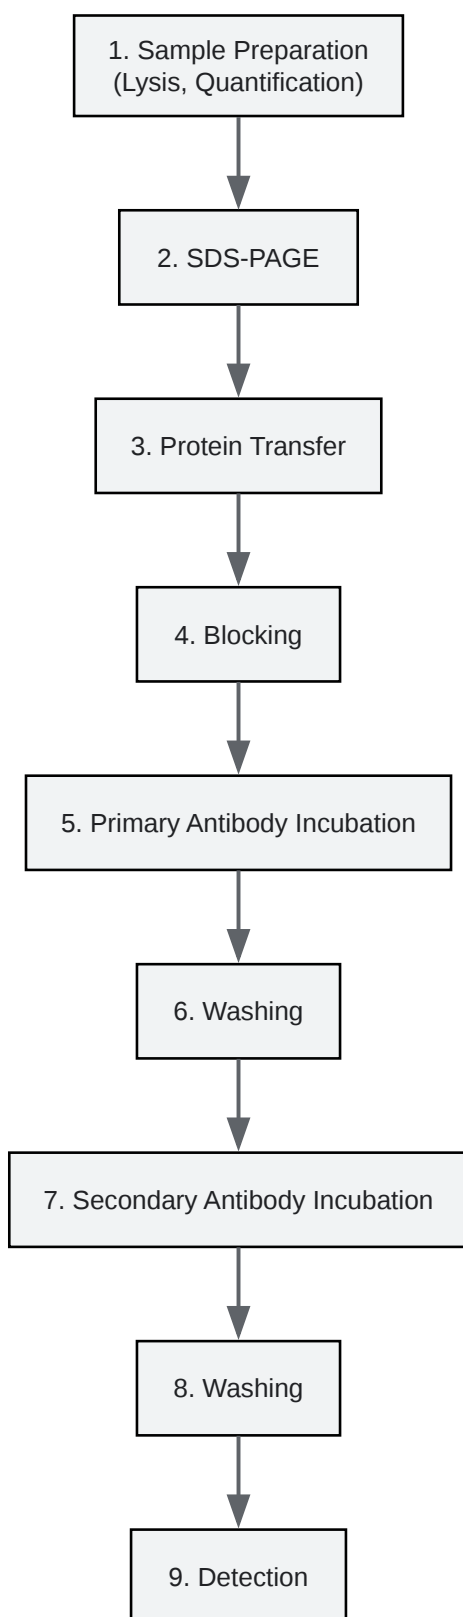 1. Sample Preparation
(Lysis, Quantification)
2. SDS-PAGE
3. Protein Transfer
4. Blocking
5. Primary Antibody Incubation
6. Washing
7. Secondary Antibody Incubation
8. Washing
9. Detection